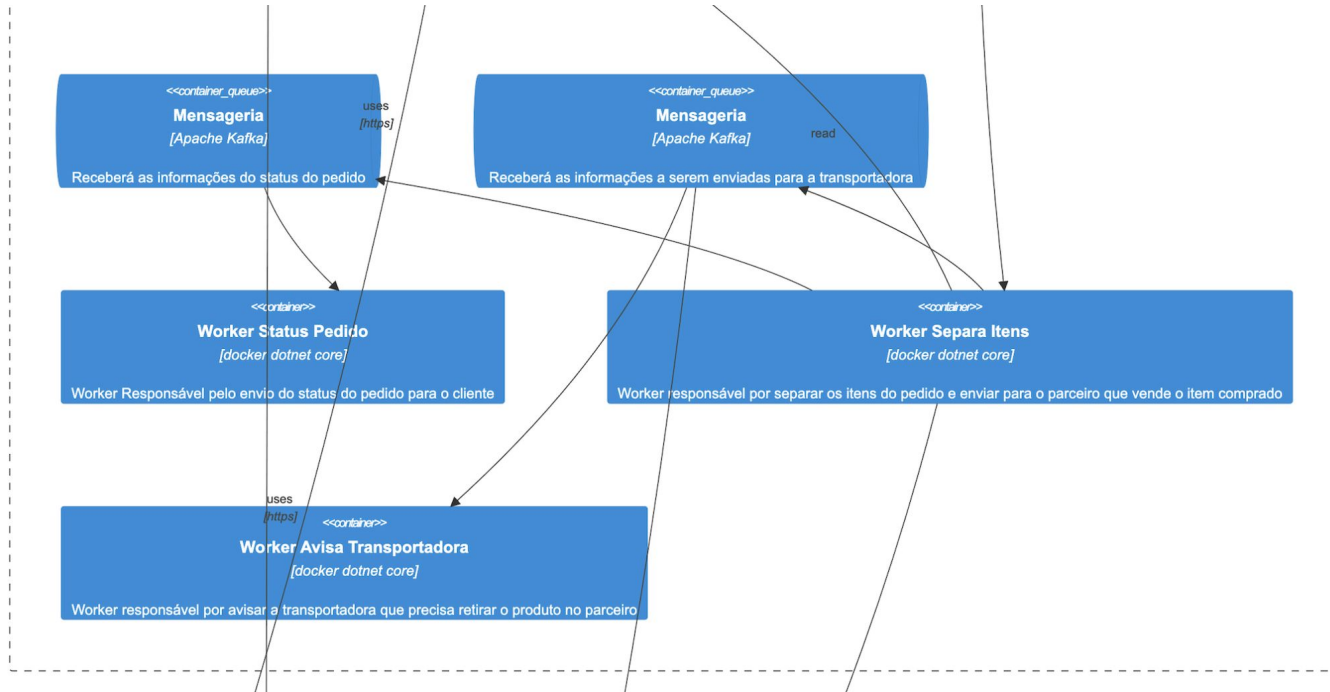 <<container_queue>>
Mensageria
[Apache Kafka]
Receberá as informações do status do pedido
uses
[https]
<<container_queue>>
Mensageria
[Apache Kafka]
read
Receberá as informações a serem enviadas para a transportadora
<<container>>
Worker Status Pedido
[docker dotnet core]
Worker Responsável pelo envio do status do pedido para o cliente
<<container>>
Worker Separa Itens
[docker dotnet core]
Worker responsável por separar os itens do pedido e enviar para o parceiro que vende o item comprado
uses
[https]
<<container>>
Worker Avisa Transportadora
[docker dotnet core]
Worker responsável por avisar a transportadora que precisa retirar o produto no parceiro